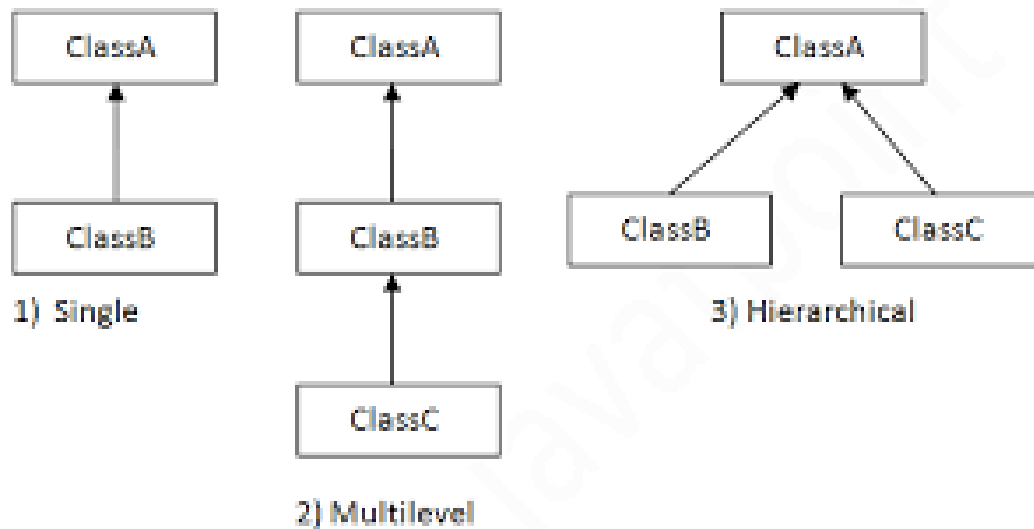 ClassA
ClassB
1) Single
ClassA
ClassB
ClassC
2) Multilevel
ClassA
ClassB
ClassC
3) Hierarchical